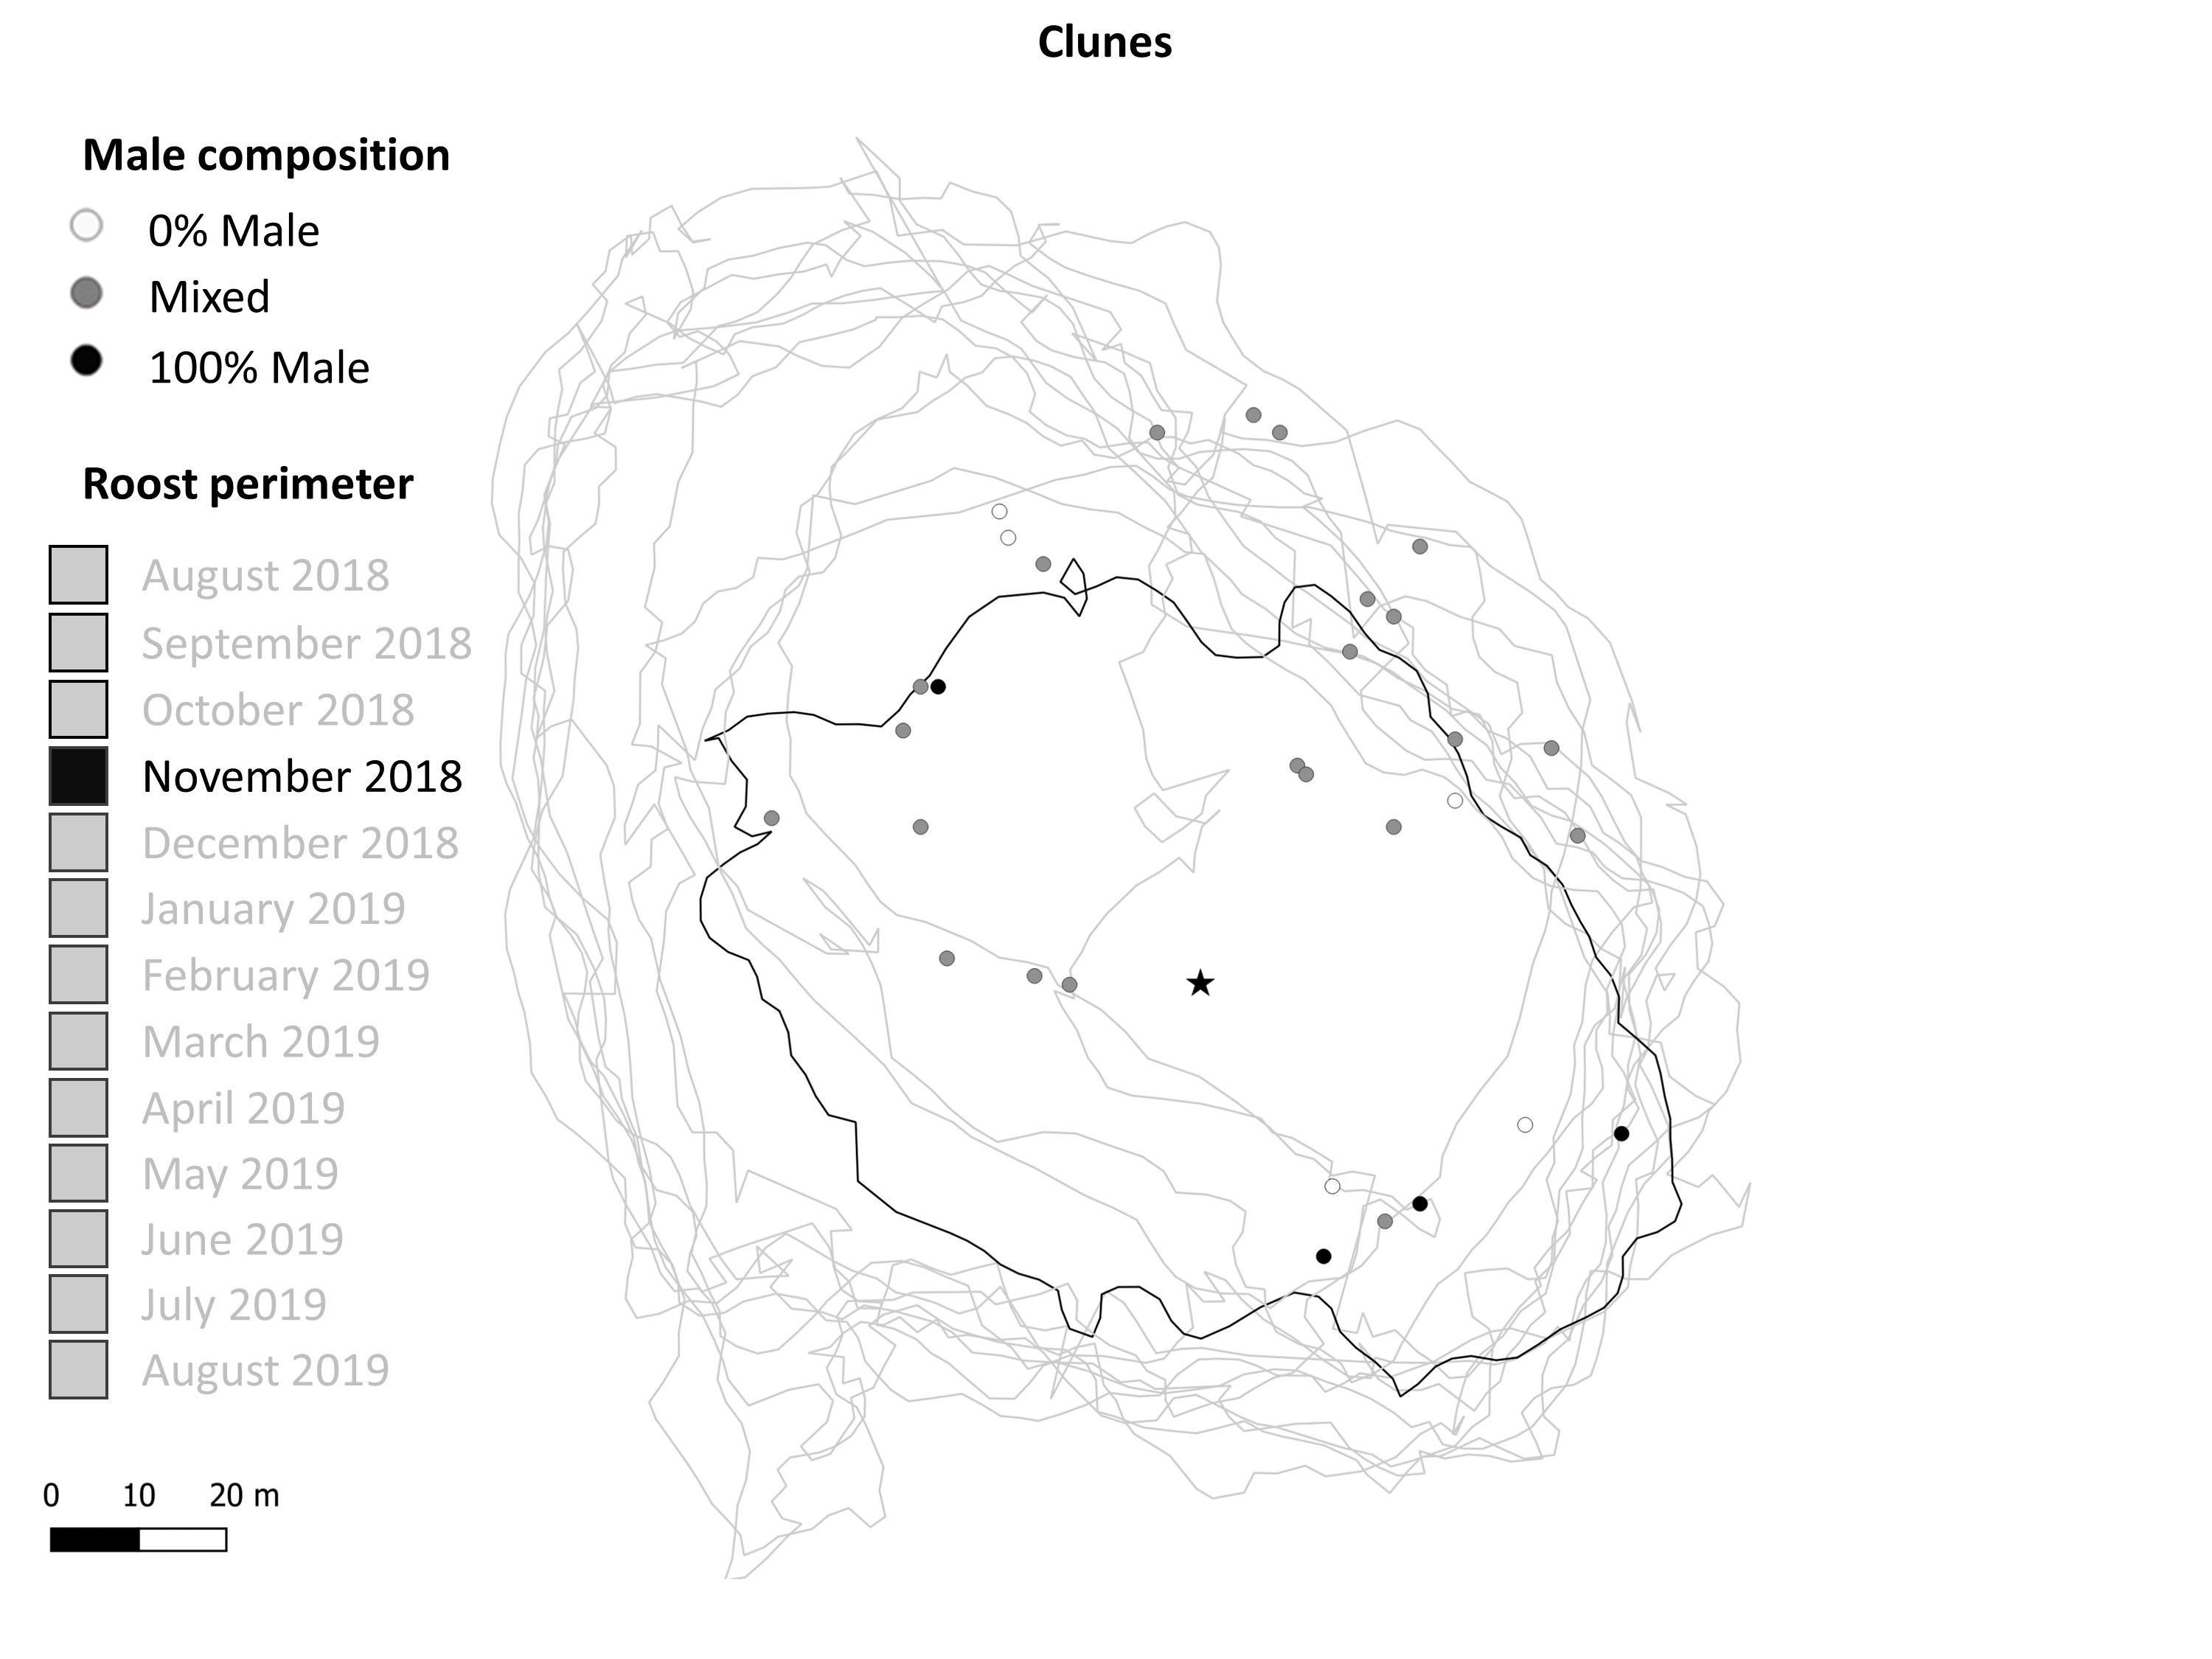 Clunes
Male composition
0% Male
Mixed
100% Male
Roost perimeter
August 2018
September 2018
October 2018
November 2018
December 2018
January 2019
February 2019
March 2019
April 2019
May 2019
June 2019
July 2019
August 2019
0 10 20 m